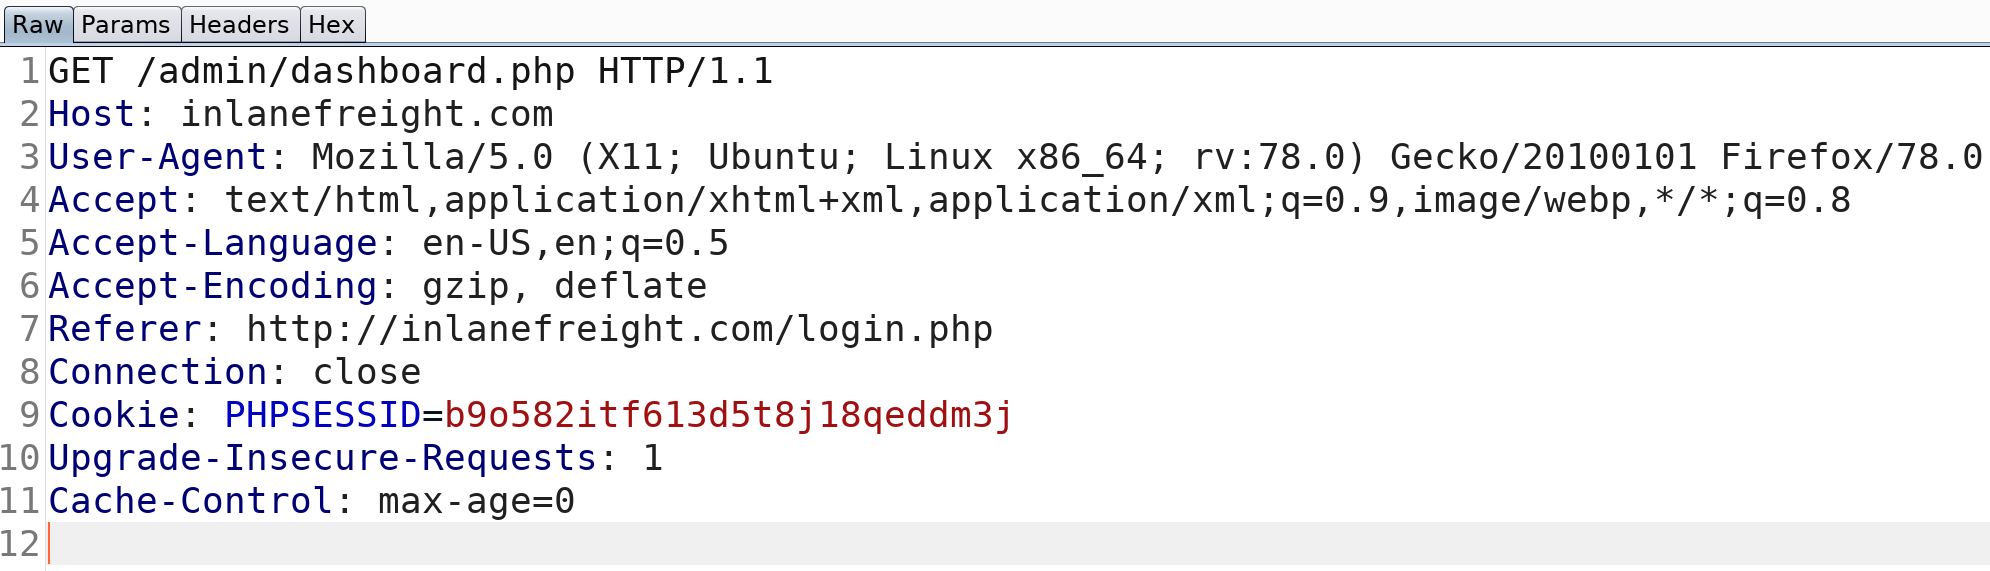 Raw Params Headers Hex
1 GET /admin/dashboard.php HTTP/1.1
2 Host: inlanefreight.com
3 User-Agent: Mozilla/5.0 (X11; Ubuntu; Linux x86_64; rv:78.0) Gecko/20100101 Firefox/78.0
4 Accept: text/html,application/xhtml+xml,application/xml;q=0.9,image/webp,*/*;q=0.8
5 Accept-Language: en-US,en;q=0.5
6 Accept-Encoding: gzip, deflate
7 Referer: http://inlanefreight.com/login.php
8 Connection: close
9 Cookie: PHPSESSID=b9o582itf613d5t8j18qeddm3j
10 Upgrade-Insecure-Requests: 1
11 Cache-Control: max-age=0
12